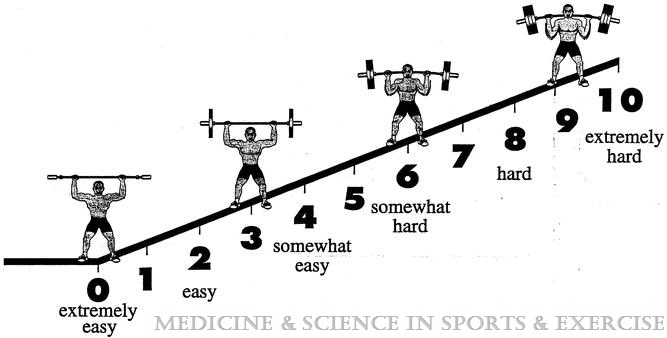 0
extremely
easy
1
2
easy
3
4
somewhat
easy
5
6
somewhat
hard
7
8
hard
9
10
extremely
hard
MEDICINE & SCIENCE IN SPORTS & EXERCISE